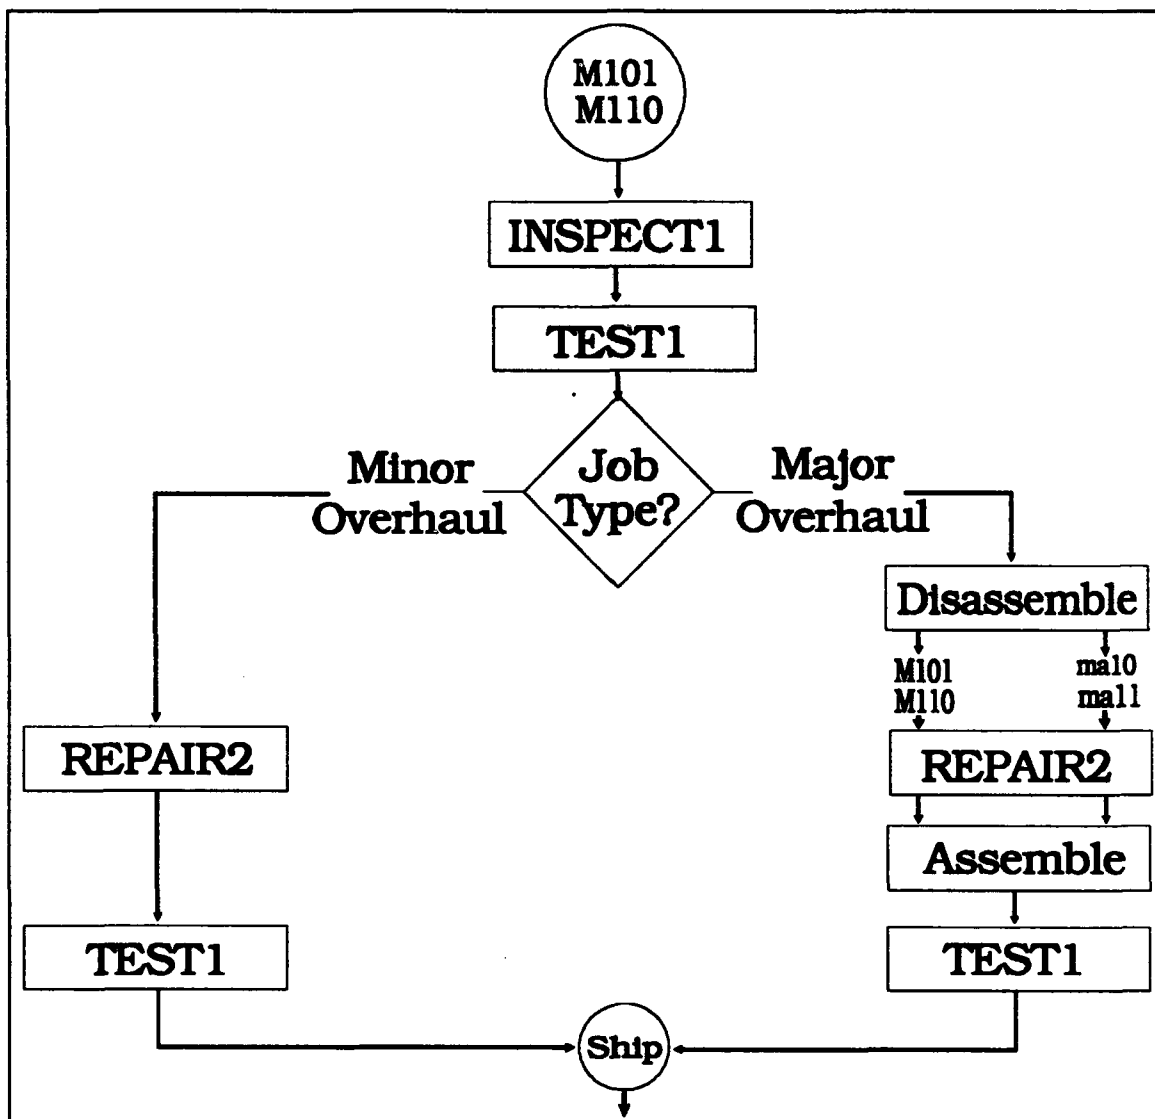 M101
M110
INSPECT1
TEST1
Minor
Overhaul
Job
Type?
Major
Overhaul
Disassemble
M101
M110
ma10
ma11
REPAIR2
REPAIR2
Assemble
TEST1
TEST1
Ship